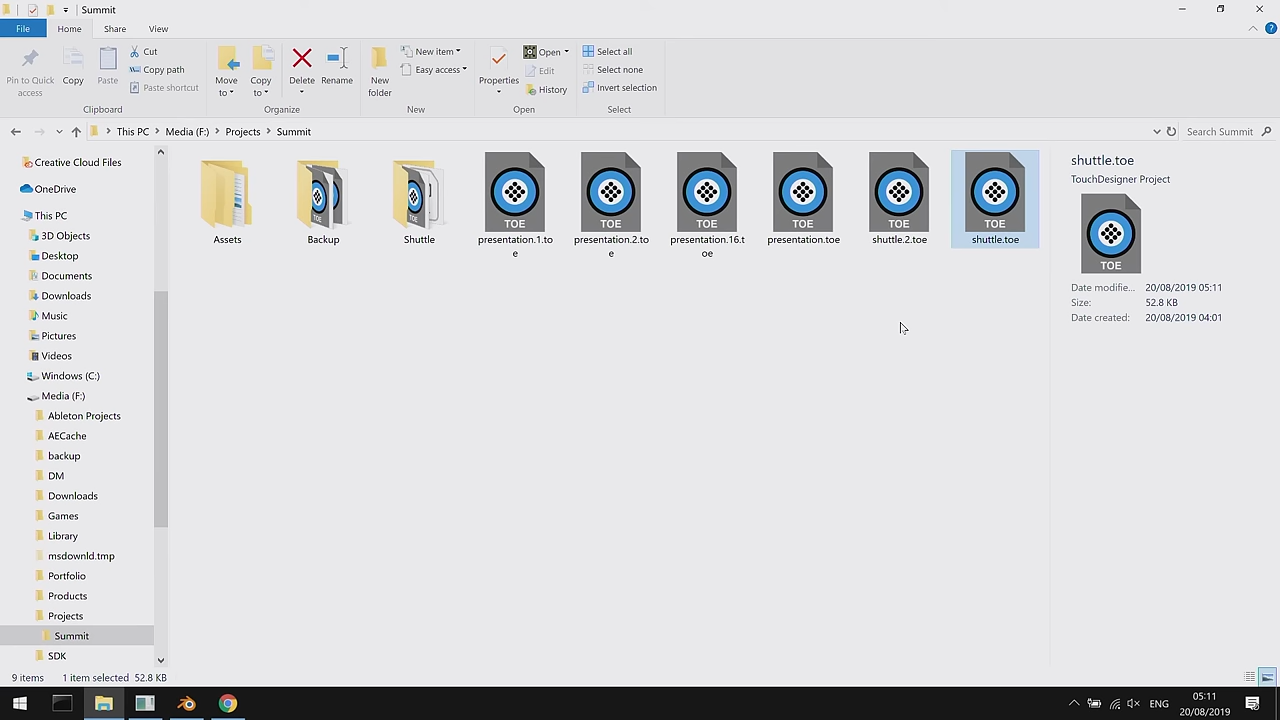 Summit
File
Home
Share
View
Pin to Quick
access
Copy
Paste
Cut
Copy path
Paste shortcut
Clipboard
Move
to
Copy
to
Delete
Rename
Organize
New
folder
New item
Easy access
New
Properties
Open
Edit
History
Open
Select all
Select none
Invert selection
Select
This PC
Media (F:)
Projects
Summit
Search Summit
Creative Cloud Files
OneDrive
This PC
3D Objects
Desktop
Documents
Downloads
Music
Pictures
Videos
Windows (C:)
Media (F:)
Ableton Projects
AECache
backup
DM
Downloads
Games
Library
msdownld.tmp
Portfolio
Products
Projects
Summit
SDK
Assets
Backup
Shuttle
TOE
presentation.1.to
e
TOE
presentation.2.to
e
TOE
presentation.16.t
oe
TOE
presentation.toe
TOE
shuttle.2.toe
TOE
shuttle.toe
shuttle.toe
TouchDesigner Project
TOE
Date modifie... 20/08/2019 05:11
Size: 52.8 KB
Date created: 20/08/2019 04:01
9 items 1 item selected 52.8 KB
ENG
05:11
20/08/2019